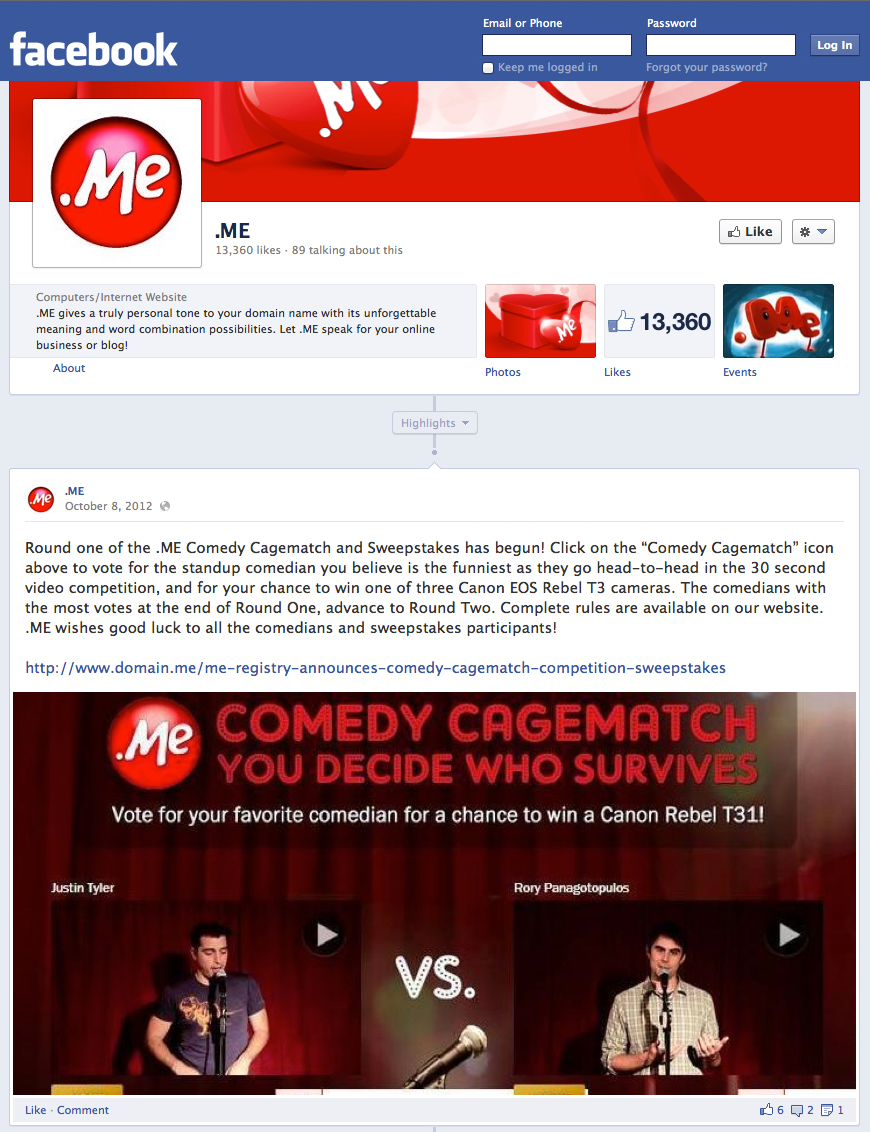 facebook
Email or Phone
Password
Log In
Keep me logged in
Forgot your password?
.Me
.Me
.ME
13,360 likes · 89 talking about this
Like
Computers/Internet Website
.ME gives a truly personal tone to your domain name with its unforgettable
meaning and word combination possibilities. Let .ME speak for your online
business or blog!
About
.Me
Photos
13,360
Likes
.Me
Events
Highlights
.Me
.ME
October 8, 2012
Round one of the .ME Comedy Cagematch and Sweepstakes has begun! Click on the “Comedy Cagematch” icon
above to vote for the standup comedian you believe is the funniest as they go head-to-head in the 30 second
video competition, and for your chance to win one of three Canon EOS Rebel T3 cameras. The comedians with
the most votes at the end of Round One, advance to Round Two. Complete rules are available on our website.
.ME wishes good luck to all the comedians and sweepstakes participants!
http://www.domain.me/me-registry-announces-comedy-cagematch-competition-sweepstakes
.Me
COMEDY CAGEMATCH
YOU DECIDE WHO SURVIVES
Vote for your favorite comedian for a chance to win a Canon Rebel T31!
Justin Tyler
Rory Panagotopulos
VS.
Like · Comment
6
2
1